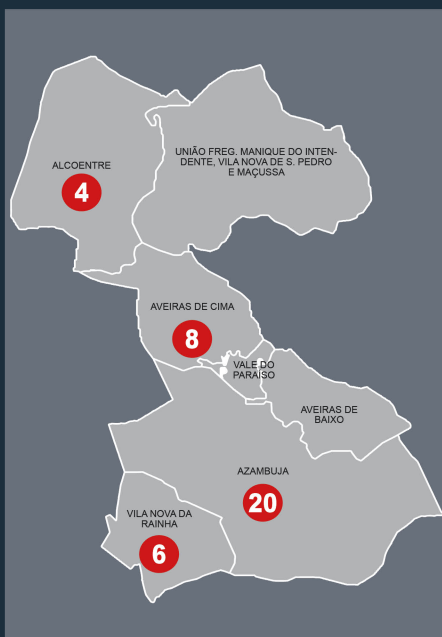 UNIÃO FREG. MANIQUE DO INTEN-
DENTE, VILA NOVA DE S. PEDRO
E MAÇUSSA
ALCOENTRE
4
AVEIRAS DE CIMA
8
VALE DO
PARAÍSO
AVEIRAS DE
BAIXO
AZAMBUJA
20
VILA NOVA DA
RAINHA
6